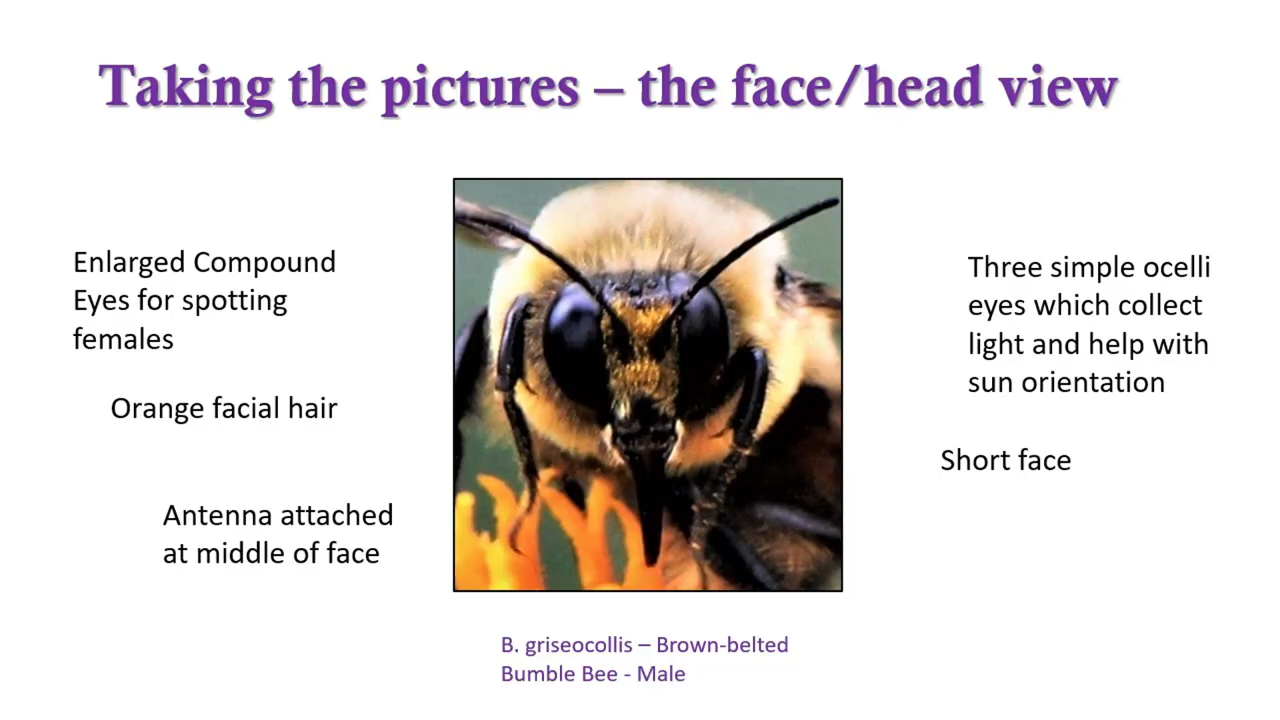 Taking the pictures – the face/head view
Enlarged Compound
Eyes for spotting
females
Orange facial hair
Antenna attached
at middle of face
Three simple ocelli
eyes which collect
light and help with
sun orientation
Short face
B. griseocollis – Brown-belted
Bumble Bee - Male